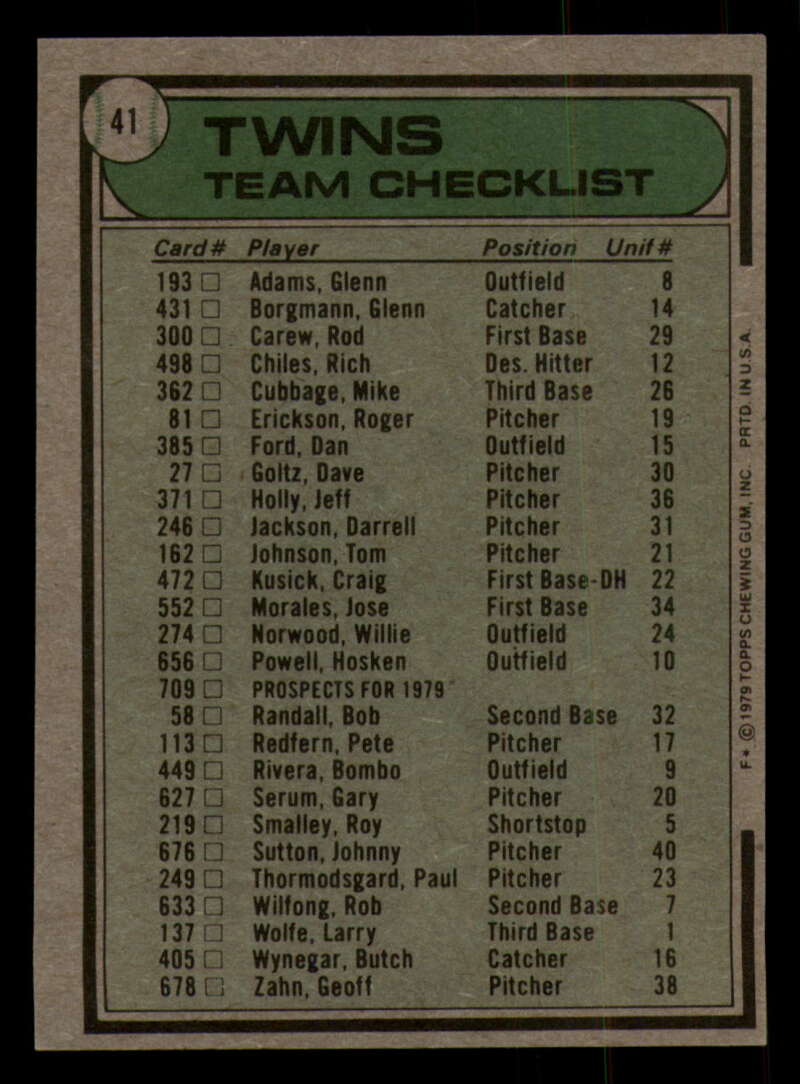 41
TWINS
TEAM CHECKLIST
Card# Player Position Unif#
193 □ Adams, Glenn Outfield 8
431 □ Borgmann, Glenn Catcher 14
300 □ Carew, Rod First Base 29
498 □ Chiles, Rich Des. Hitter 12
362 □ Cubbage, Mike Third Base 26
81 □ Erickson, Roger Pitcher 19
385 □ Ford, Dan Outfield 15
27 □ Goltz, Dave Pitcher 30
371 □ Holly, Jeff Pitcher 36
246 □ Jackson, Darrell Pitcher 31
162 □ Johnson, Tom Pitcher 21
472 □ Kusick, Craig First Base-DH 22
552 □ Morales, Jose First Base 34
274 □ Norwood, Willie Outfield 24
656 □ Powell, Hosken Outfield 10
709 □ PROSPECTS FOR 1979
58 □ Randall, Bob Second Base 32
113 □ Redfern, Pete Pitcher 17
449 □ Rivera, Bombo Outfield 9
627 □ Serum, Gary Pitcher 20
219 □ Smalley, Roy Shortstop 5
676 □ Sutton, Johnny Pitcher 40
249 □ Thormodsgard, Paul Pitcher 23
633 □ Wilfong, Rob Second Base 7
137 □ Wolfe, Larry Third Base 1
405 □ Wynegar, Butch Catcher 16
678 □ Zahn, Geoff Pitcher 38
F* © 1979 TOPPS CHEWING GUM, INC. PRTD. IN U.S.A.